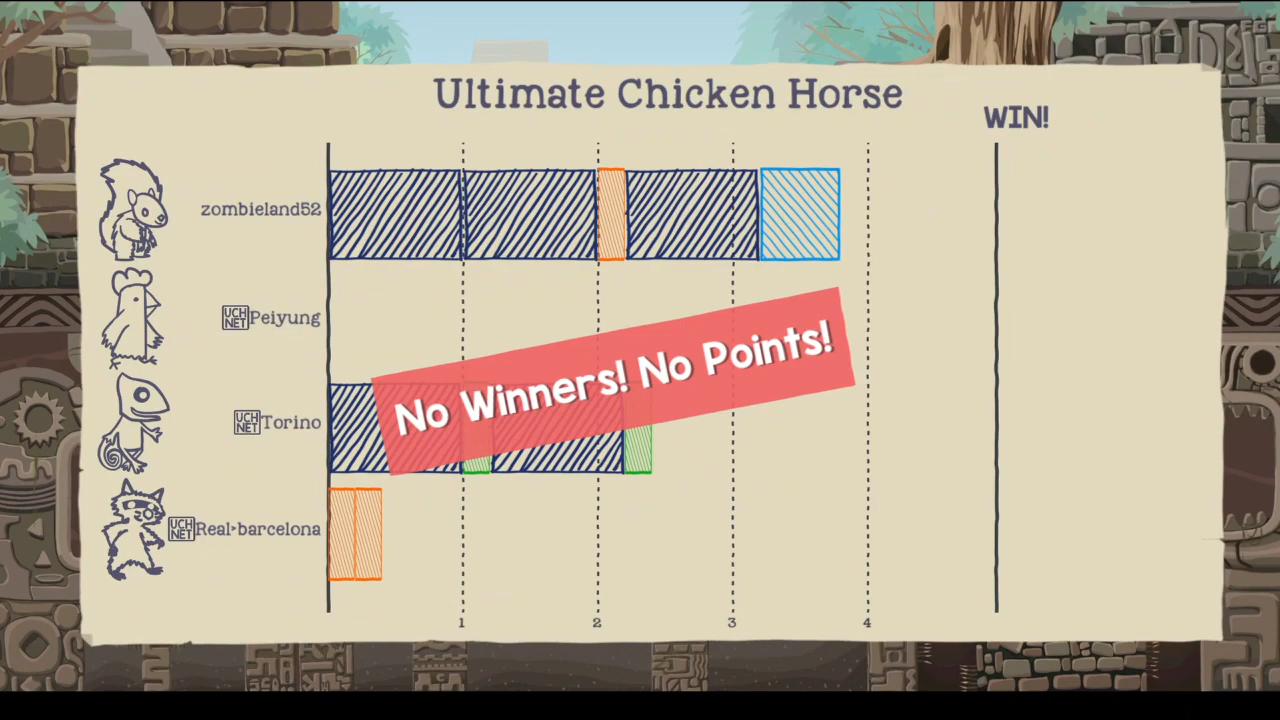 Ultimate Chicken Horse
WIN!
zombieland52
UCH NET Peiyung
No Winners! No Points!
UCH NET Torino
UCH NET Real>barcelona
1 2 3 4